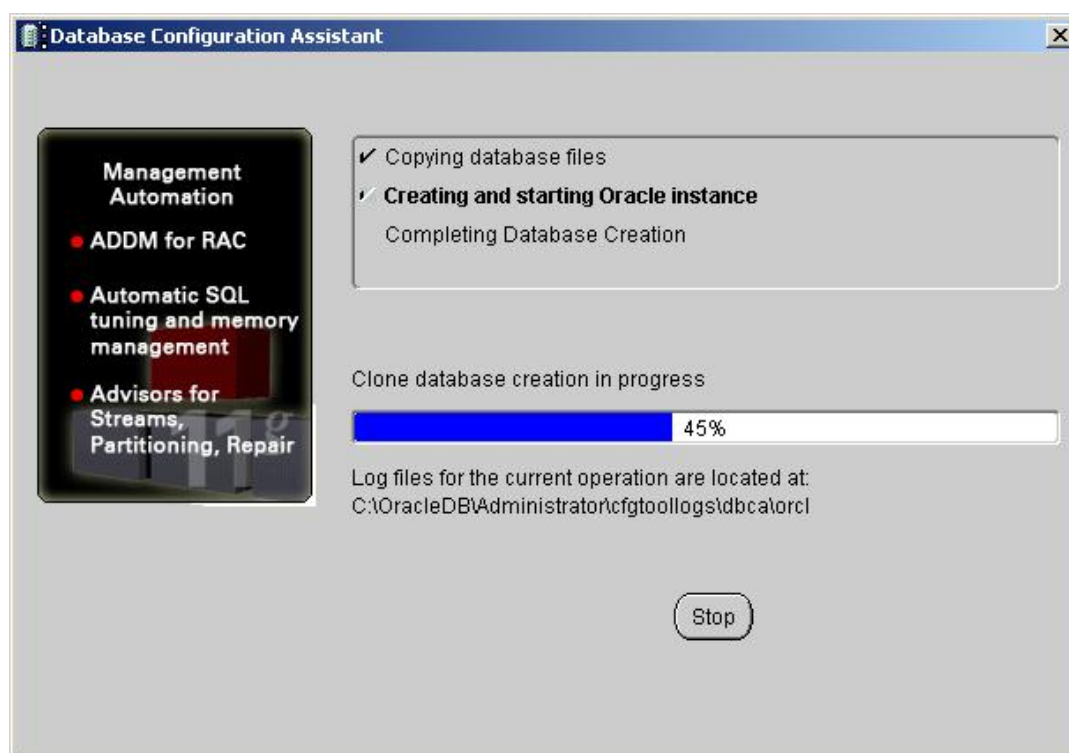 Database Configuration Assistant
Management
Automation
ADDM for RAC
Automatic SQL
tuning and memory
management
Advisors for
Streams,
Partitioning, Repair
11g
Copying database files
Creating and starting Oracle instance
Completing Database Creation
Clone database creation in progress
45%
Log files for the current operation are located at:
C:\OracleDB\Administrator\cfgtoollogs\dbca\orcl
Stop